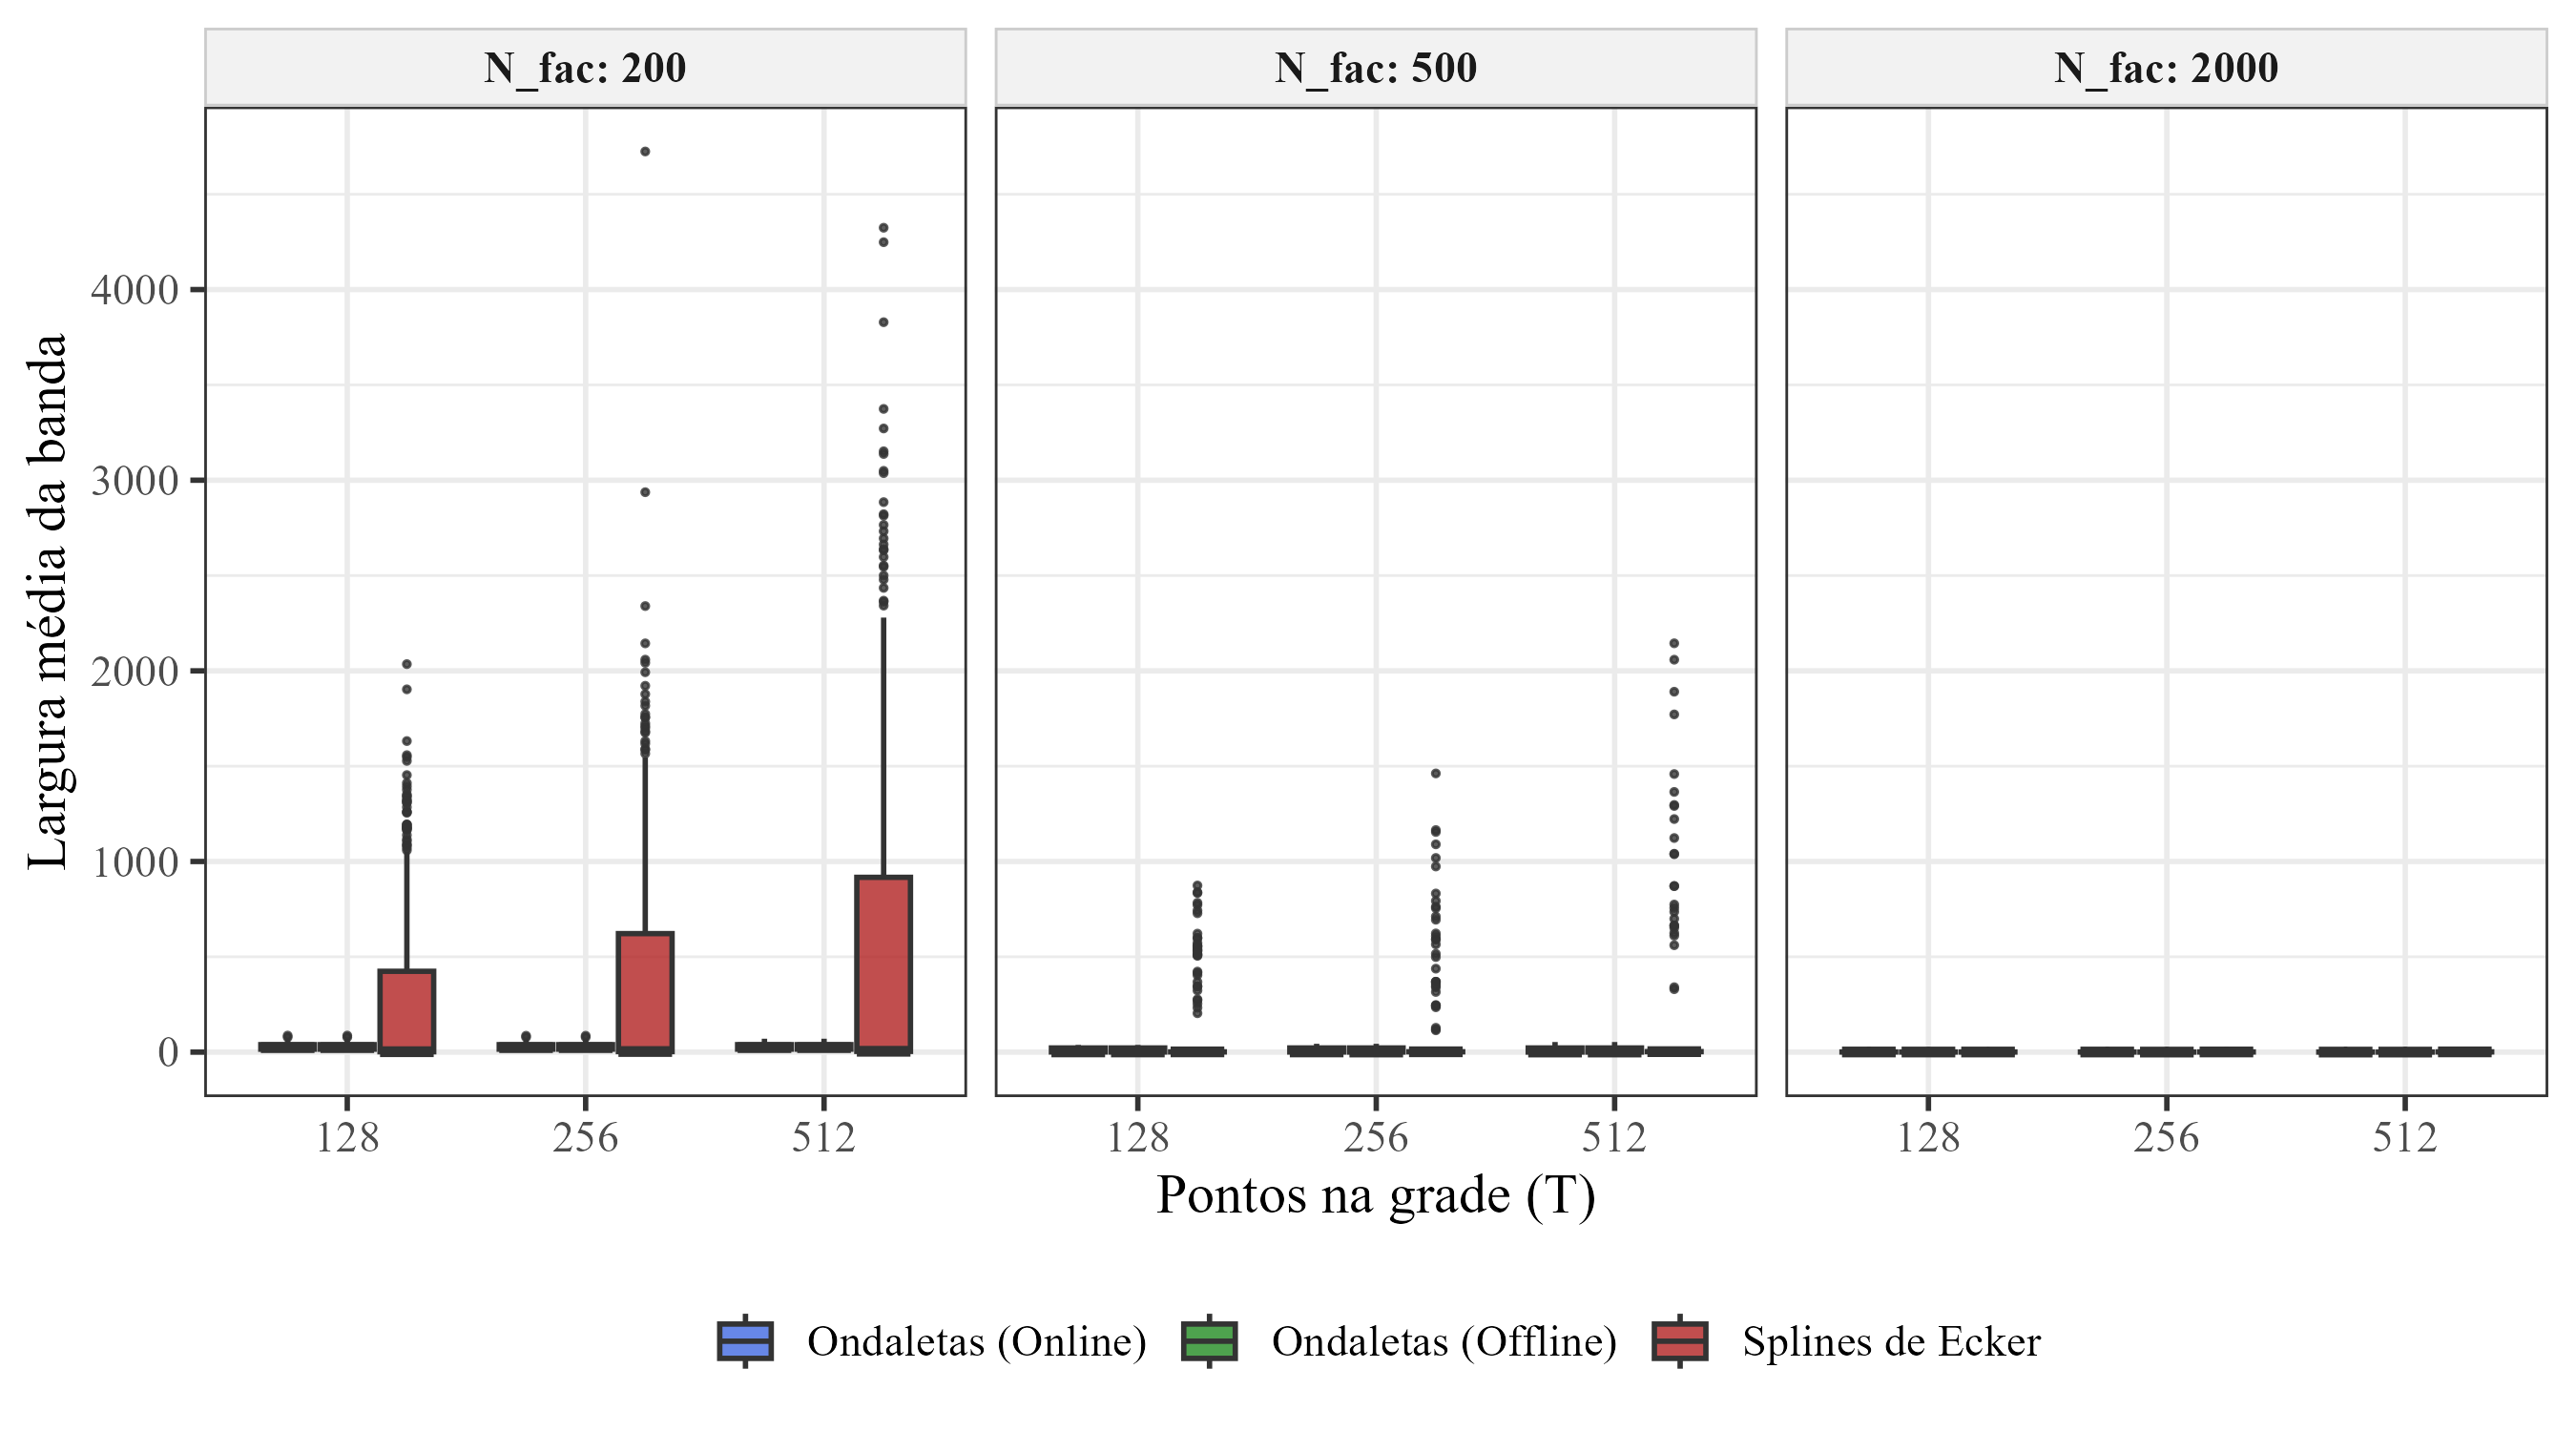 N_fac: 200 N_fac: 500 N_fac: 2000
Largura média da banda
4000
3000
2000
1000
0
128 256 512 128 256 512 128 256 512
Pontos na grade (T)
Ondaletas (Online) Ondaletas (Offline) Splines de Ecker